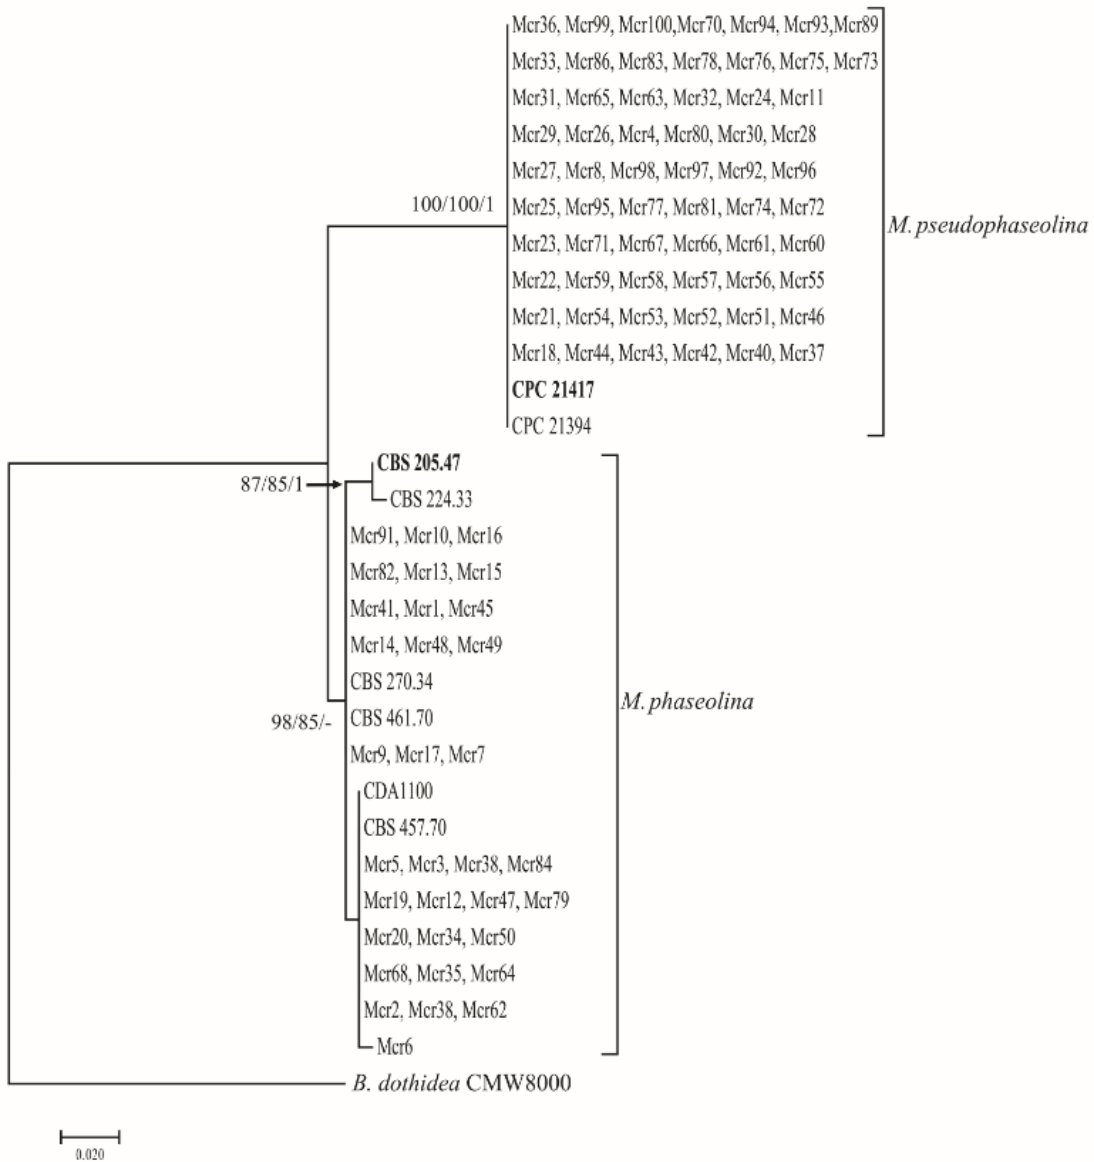 Mcr36, Mcr99, Mcr100,Mcr70, Mcr94, Mcr93,Mcr89
Mcr33, Mcr86, Mcr83, Mcr78, Mcr76, Mcr75, Mcr73
Mcr31, Mcr65, Mcr63, Mcr32, Mcr24, Mcr11
Mcr29, Mcr26, Mcr4, Mcr80, Mcr30, Mcr28
Mcr27, Mcr8, Mcr98, Mcr97, Mcr92, Mcr96
100/100/1
Mcr25, Mcr95, Mcr77, Mcr81, Mcr74, Mcr72
M. pseudophaseolina
Mcr23, Mcr71, Mcr67, Mcr66, Mcr61, Mcr60
Mcr22, Mcr59, Mcr58, Mcr57, Mcr56, Mcr55
Mcr21, Mcr54, Mcr53, Mcr52, Mcr51, Mcr46
Mcr18, Mcr44, Mcr43, Mcr42, Mcr40, Mcr37
CPC 21417
CPC 21394
CBS 205.47
87/85/1
CBS 224.33
Mcr91, Mcr10, Mcr16
Mcr82, Mcr13, Mcr15
Mcr41, Mcr1, Mcr45
Mcr14, Mcr48, Mcr49
CBS 270.34
M. phaseolina
98/85/-
CBS 461.70
Mcr9, Mcr17, Mcr7
CDA1100
CBS 457.70
Mcr5, Mcr3, Mcr38, Mcr84
Mcr19, Mcr12, Mcr47, Mcr79
Mcr20, Mcr34, Mcr50
Mcr68, Mcr35, Mcr64
Mcr2, Mcr38, Mcr62
Mcr6
B. dothidea CMW8000
0.020